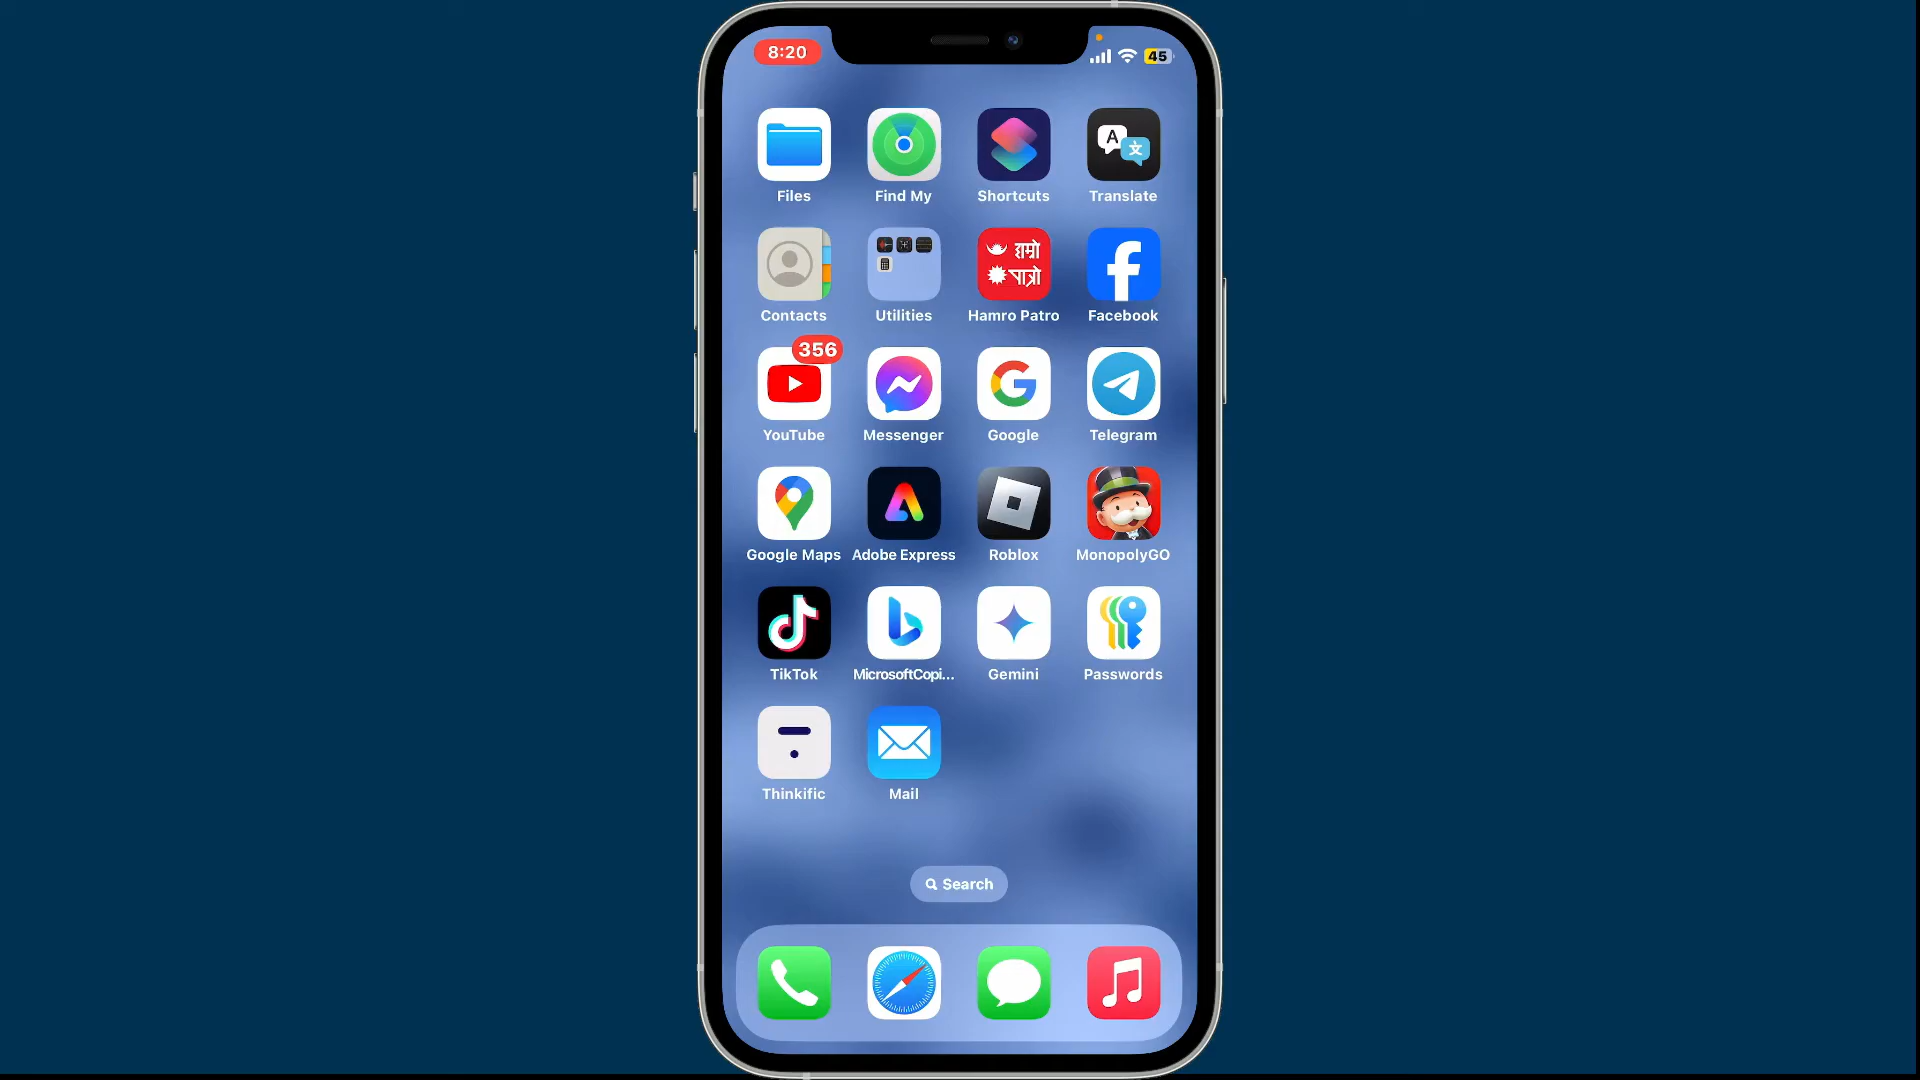 8:20
45
A
文
Files
Find My
Shortcuts
Translate
हाम्रो
पात्रो
Contacts
Utilities
Hamro Patro
Facebook
356
YouTube
Messenger
Google
Telegram
Google Maps
Adobe Express
Roblox
MonopolyGO
TikTok
MicrosoftCopi...
Gemini
Passwords
Thinkific
Mail
Search